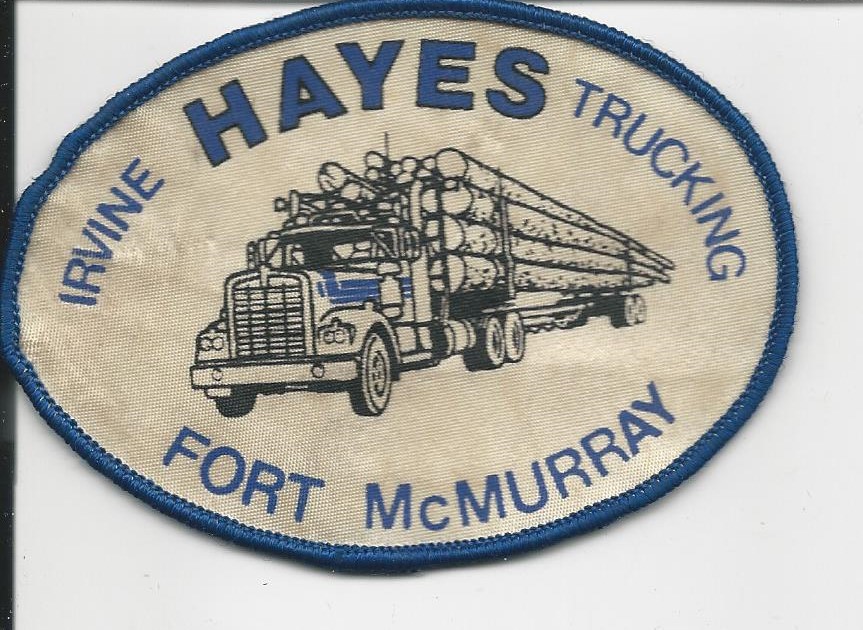 IRVINE HAYES TRUCKING
FORT McMURRAY